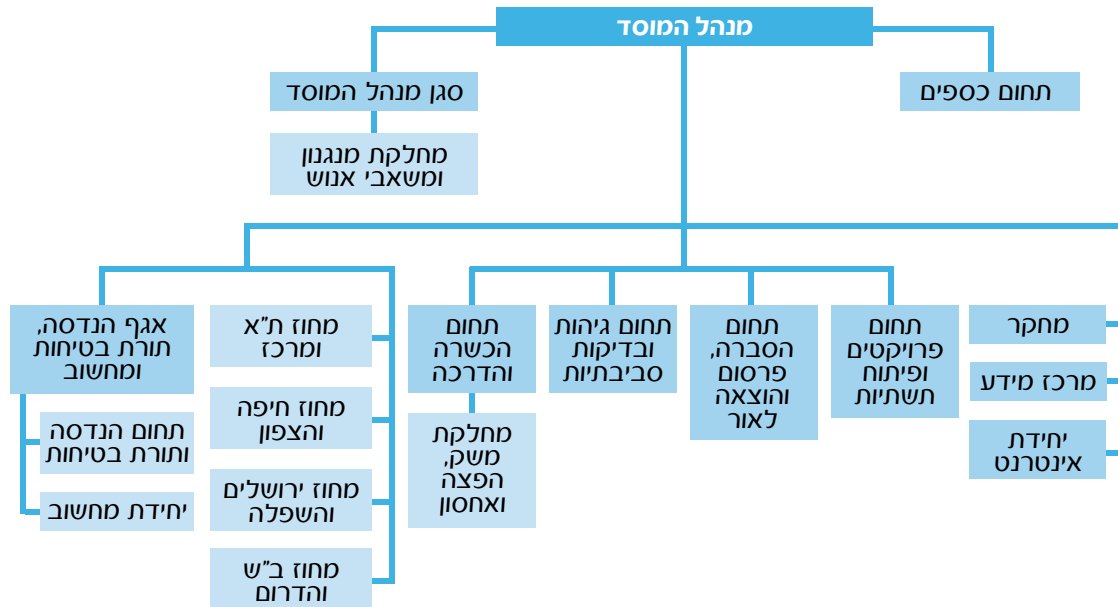 מנהל המוסד
תחום כספים
סגן מנהל המוסד
מחלקת מנגנון
ומשאבי אנוש
מחקר
מרכז מידע
יחידת
אינטרנט
תחום
פרויקטים
ופיתוח
תשתיות
תחום
הסברה,
פרסום
והוצאה
לאור
תחום גיהות
ובדיקות
סביבתיות
תחום
הכשרה
והדרכה
מחלקת
משק,
הפצה
ואחסון
מחוז ת"א
ומרכז
מחוז חיפה
והצפון
מחוז ירושלים
והשפלה
מחוז ב"ש
והדרום
אגף הנדסה,
תורת בטיחות
ומחשוב
תחום הנדסה
ותורת בטיחות
יחידת מחשוב